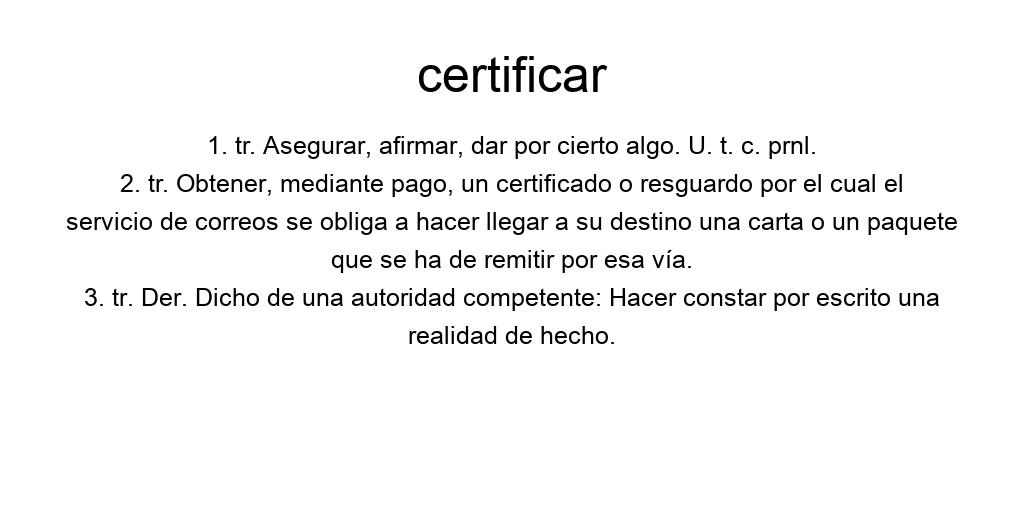 certificar
1. tr. Asegurar, afirmar, dar por cierto algo. U. t. c. prnl.
2. tr. Obtener, mediante pago, un certificado o resguardo por el cual el
servicio de correos se obliga a hacer llegar a su destino una carta o un paquete
que se ha de remitir por esa vía.
3. tr. Der. Dicho de una autoridad competente: Hacer constar por escrito una
realidad de hecho.